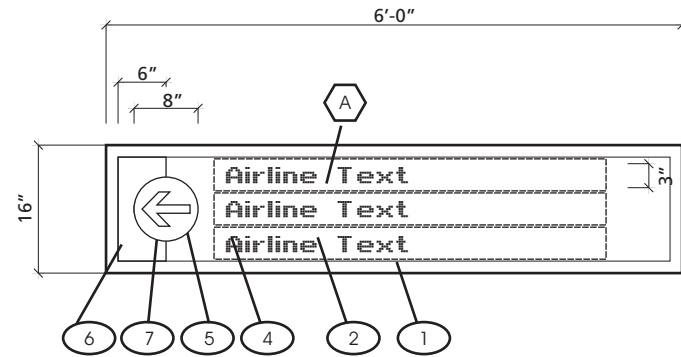 6’-0”
6”
8”
A
16”
3”
Airline Text
Airline Text
Airline Text
6 7 5 4 2 1